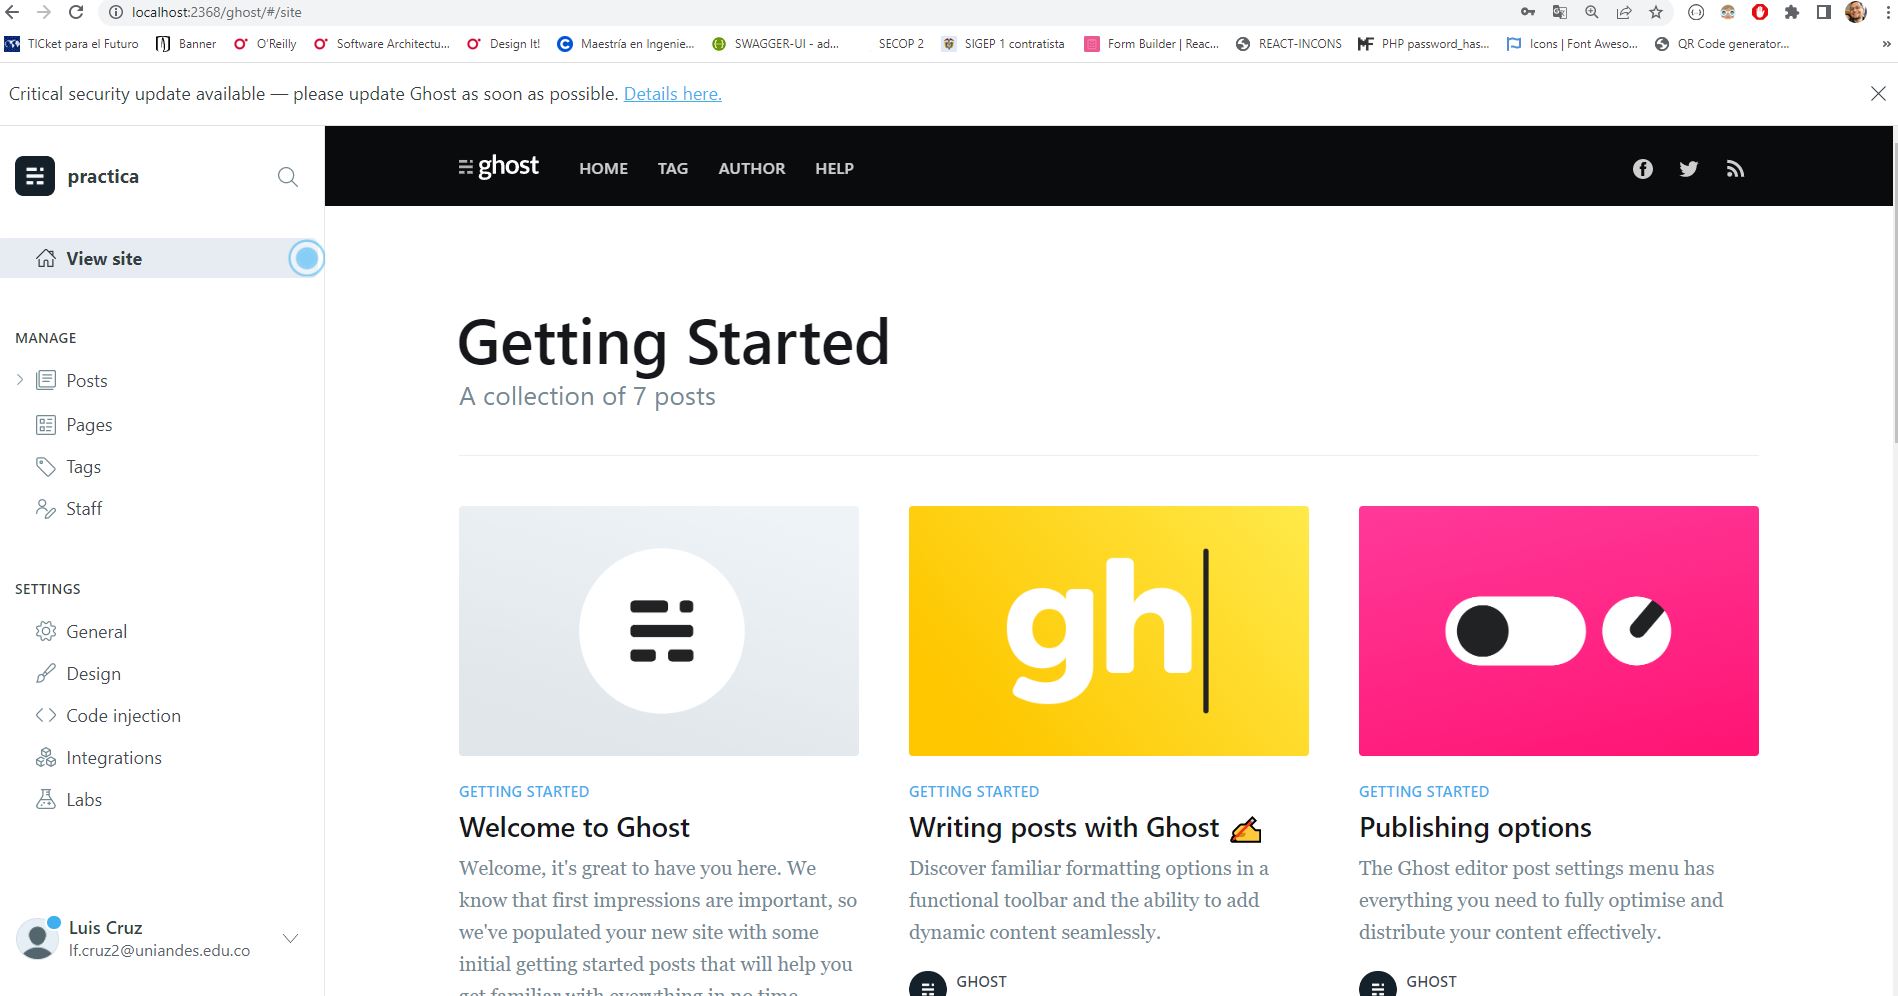 localhost:2368/ghost/#/site
TICket para el Futuro
Banner
O'Reilly
Software Architectu...
Design It!
Maestría en Ingenie...
SWAGGER-UI - ad...
SECOP 2
SIGEP 1 contratista
Form Builder | Reac...
REACT-INCONS
PHP password_has...
Icons | Font Aweso...
QR Code generator...
»
Critical security update available — please update Ghost as soon as possible. Details here.
practica
View site
MANAGE
Posts
Pages
Tags
Staff
SETTINGS
General
Design
Code injection
Integrations
Labs
Luis Cruz
lf.cruz2@uniandes.edu.co
ghost
HOME
TAG
AUTHOR
HELP
Getting Started
A collection of 7 posts
GETTING STARTED
Welcome to Ghost
Welcome, it's great to have you here. We
know that first impressions are important, so
we've populated your new site with some
initial getting started posts that will help you
get familiar with everything in no time.
gh
GETTING STARTED
Writing posts with Ghost ✍️
Discover familiar formatting options in a
functional toolbar and the ability to add
dynamic content seamlessly.
GHOST
GETTING STARTED
Publishing options
The Ghost editor post settings menu has
everything you need to fully optimise and
distribute your content effectively.
GHOST